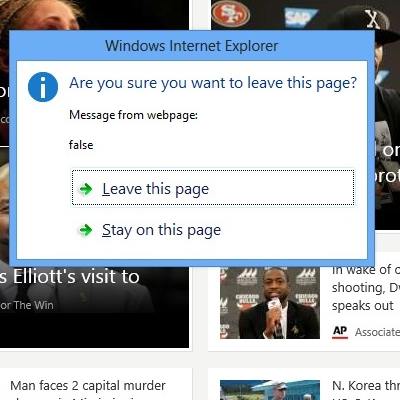 Windows Internet Explorer
Are you sure you want to leave this page?
Message from webpage:
false
Leave this page
Stay on this page
SAP
X
s Elliott's visit to
or The Win
CHICAGO BULLS
In wake of o
shooting, D
speaks out
AP Associate
Man faces 2 capital murder
N. Korea thr